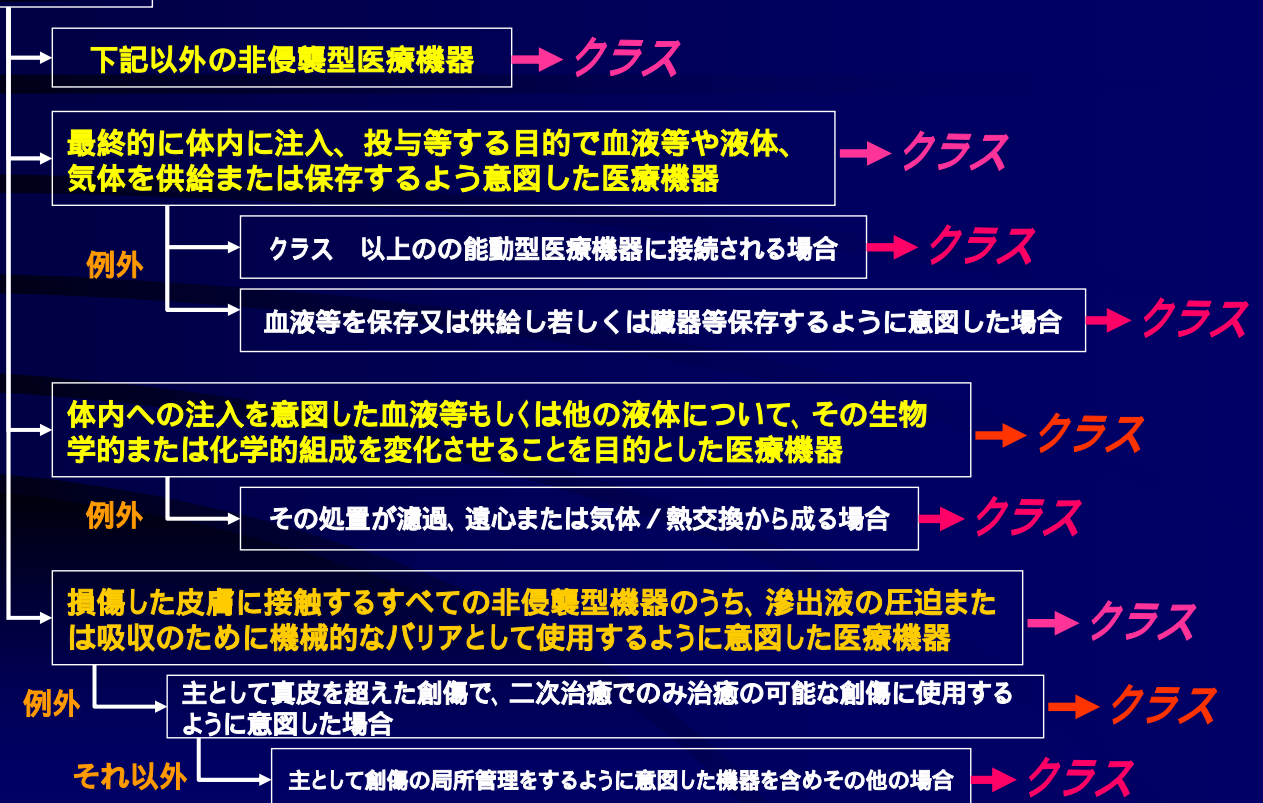 下記以外の非侵襲型医療機器
クラス
最終的に体内に注入、投与等する目的で血液等や液体、
気体を供給または保存するよう意図した医療機器
クラス
例外
クラス　以上のの能動型医療機器に接続される場合
クラス
血液等を保存又は供給し若しくは臓器等保存するように意図した場合
クラス
体内への注入を意図した血液等もしくは他の液体について、その生物
学的または化学的組成を変化させることを目的とした医療機器
クラス
例外
その処置が濾過、遠心または気体/熱交換から成る場合
クラス
損傷した皮膚に接触するすべての非侵襲型機器のうち、滲出液の圧迫また
は吸収のために機械的なバリアとして使用するように意図した医療機器
クラス
例外
主として真皮を超えた創傷で、二次治癒でのみ治癒の可能な創傷に使用する
ように意図した場合
クラス
それ以外
主として創傷の局所管理をするように意図した機器を含めその他の場合
クラス